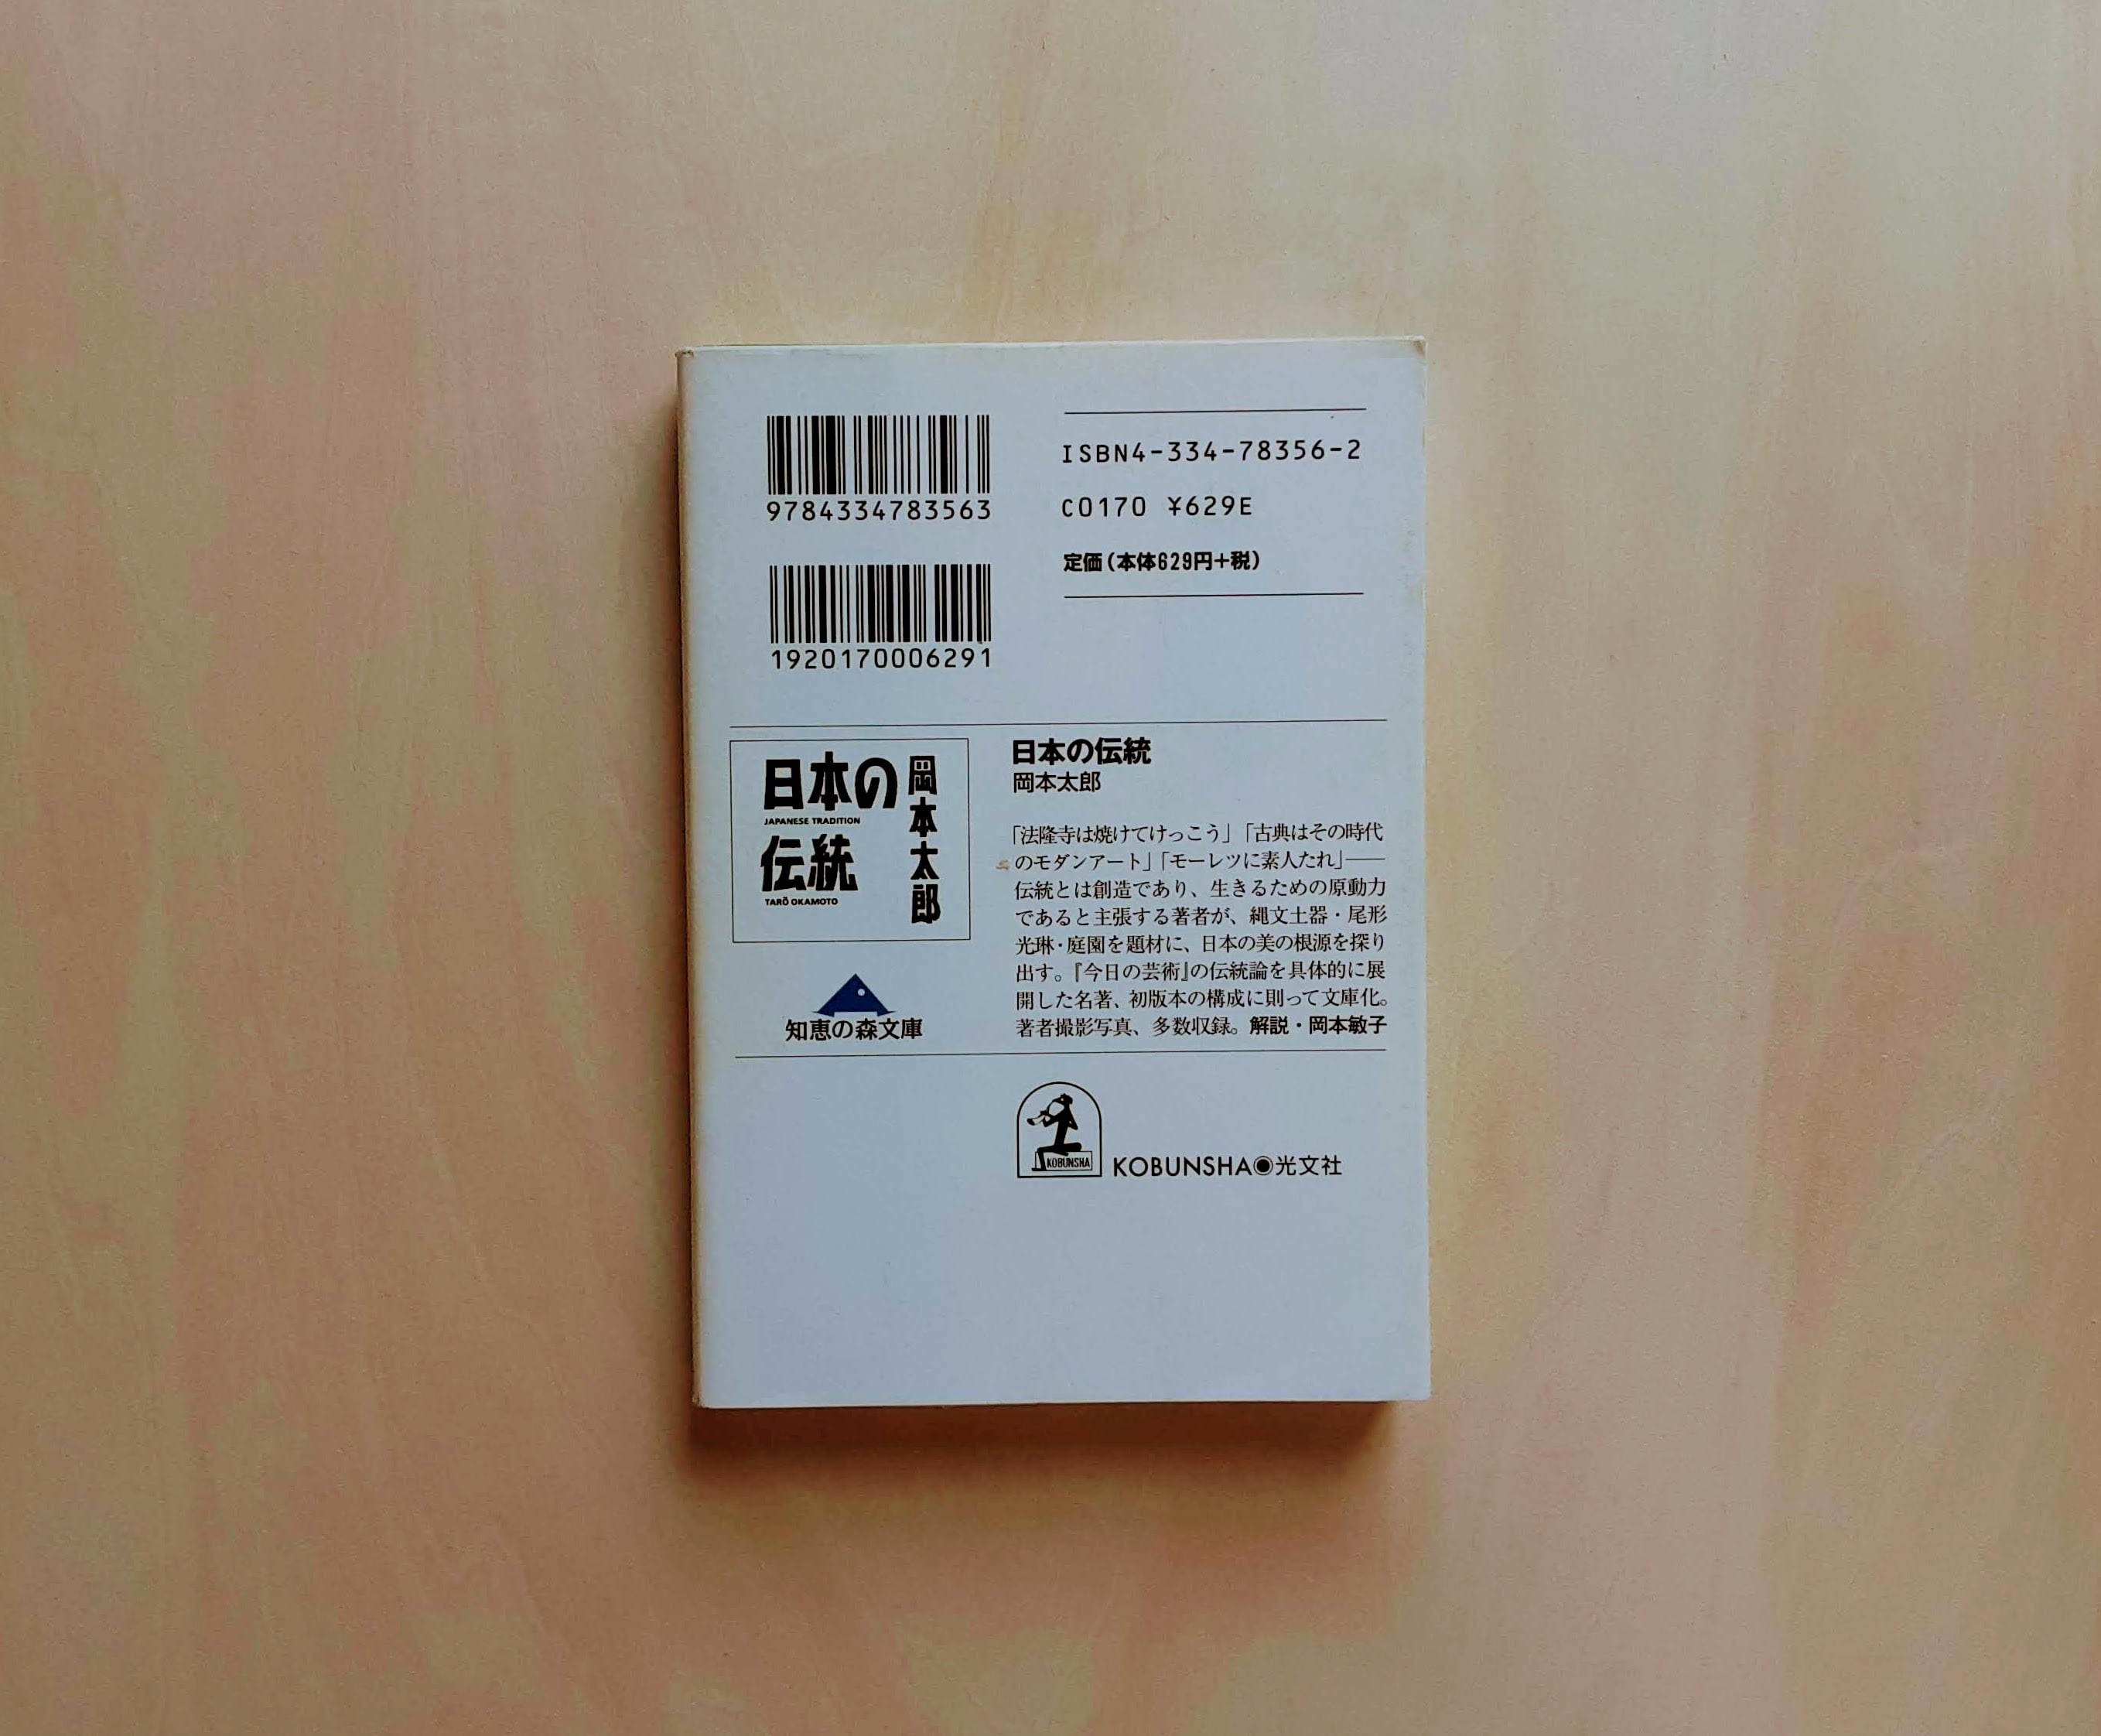 9784334783563
1920170006291
ISBN4-334-78356-2
C0170 ¥629E
定価(本体629円+税)
日本の
JAPANESE TRADITION
伝統
TARŌ OKAMOTO
岡本太郎
知恵の森文庫
日本の伝統
岡本太郎
「法隆寺は焼けてけっこう」「古典はその時代
のモダンアート」「モーレツに素人たれ」――
伝統とは創造であり、生きるための原動力
であると主張する著者が、縄文土器・尾形
光琳・庭園を題材に、日本の美の根源を探り
出す。『今日の芸術』の伝統論を具体的に展
開した名著、初版本の構成に則って文庫化。
著者撮影写真、多数収録。解説・岡本敏子
KOBUNSHA
KOBUNSHA◉光文社